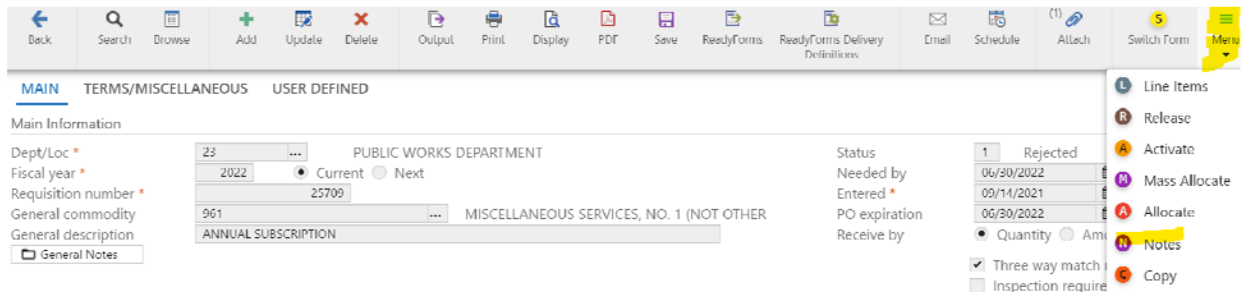 Back Search Browse Add Update Delete Output Print Display PDF Save ReadyForms ReadyForms Delivery Email Schedule (1) Attach S Switch Form Menu
Definitions
MAIN TERMS/MISCELLANEOUS USER DEFINED
L Line Items
Main Information
R Release
Dept/Loc * 23 ... PUBLIC WORKS DEPARTMENT Status 1 Rejected
A Activate
Fiscal year * 2022 Current Next Needed by 06/30/2022
M Mass Allocate
Requisition number * 25709 Entered * 09/14/2021
A Allocate
General commodity 961 ... MISCELLANEOUS SERVICES, NO. 1 (NOT OTHER PO expiration 06/30/2022
General description ANNUAL SUBSCRIPTION Receive by Quantity
N Notes
General Notes
Three way match
C Copy
Inspection require